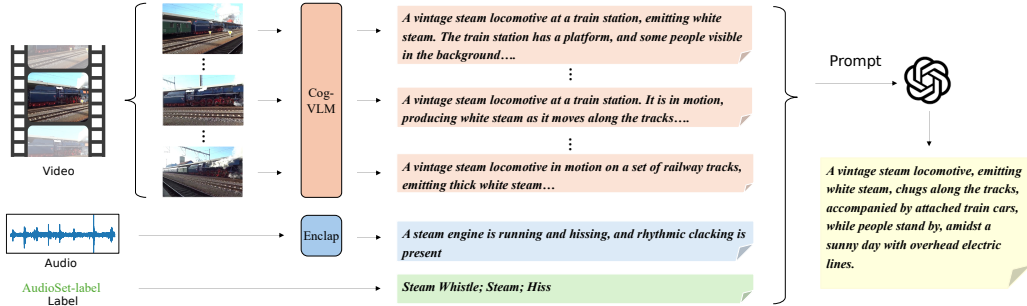 Video
Cog-
VLM
A vintage steam locomotive at a train station, emitting white
steam. The train station has a platform, and some people visible
in the background….
A vintage steam locomotive at a train station. It is in motion,
producing white steam as it moves along the tracks….
A vintage steam locomotive in motion on a set of railway tracks,
emitting thick white steam…
Audio
Enclap
A steam engine is running and hissing, and rhythmic clacking is
present
AudioSet-label
Label
Steam Whistle; Steam; Hiss
Prompt
A vintage steam locomotive, emitting
white steam, chugs along the tracks,
accompanied by attached train cars,
while people stand by, amidst a
sunny day with overhead electric
lines.